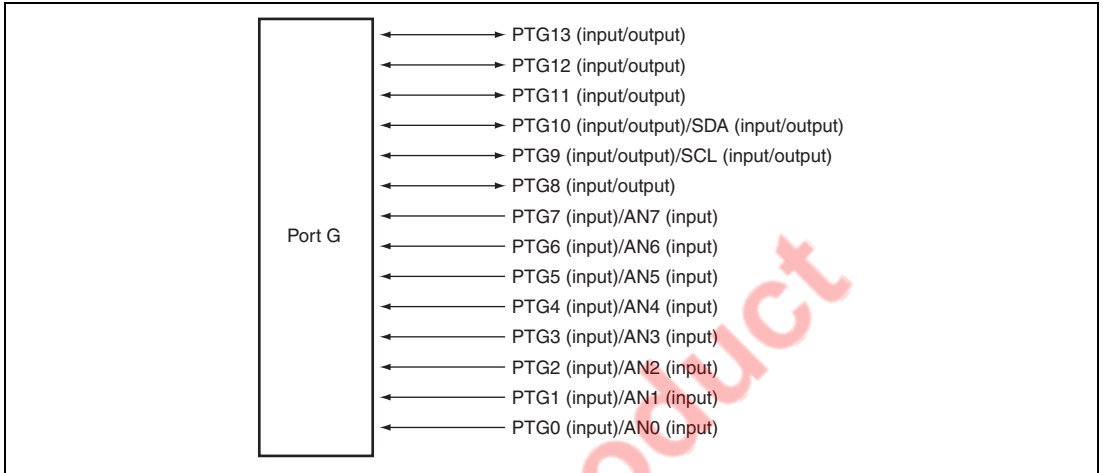 PTG13 (input/output)
PTG12 (input/output)
PTG11 (input/output)
PTG10 (input/output)/SDA (input/output)
PTG9 (input/output)/SCL (input/output)
PTG8 (input/output)
PTG7 (input)/AN7 (input)
Port G
PTG6 (input)/AN6 (input)
PTG5 (input)/AN5 (input)
PTG4 (input)/AN4 (input)
PTG3 (input)/AN3 (input)
PTG2 (input)/AN2 (input)
PTG1 (input)/AN1 (input)
PTG0 (input)/AN0 (input)
oduct